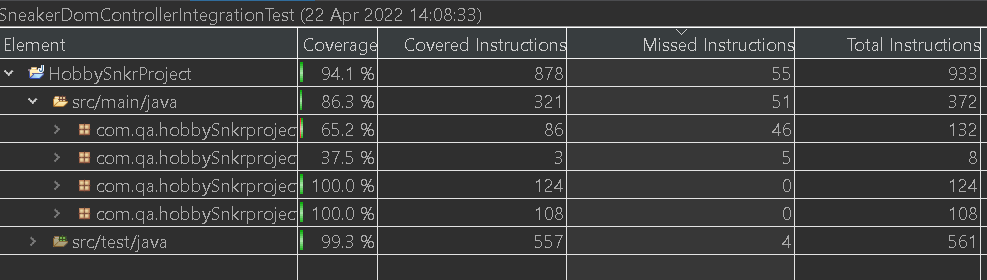 SneakerDomControllerIntegrationTest (22 Apr 2022 14:08:33)
Element Coverage Covered Instructions Missed Instructions Total Instructions
HobbySnkrProject 94.1 % 878 55 933
src/main/java 86.3 % 321 51 372
com.qa.hobbySnkrprojec 65.2 % 86 46 132
com.qa.hobbySnkrprojec 37.5 % 3 5 8
com.qa.hobbySnkrprojec 100.0 % 124 0 124
com.qa.hobbySnkrprojec 100.0 % 108 0 108
src/test/java 99.3 % 557 4 561